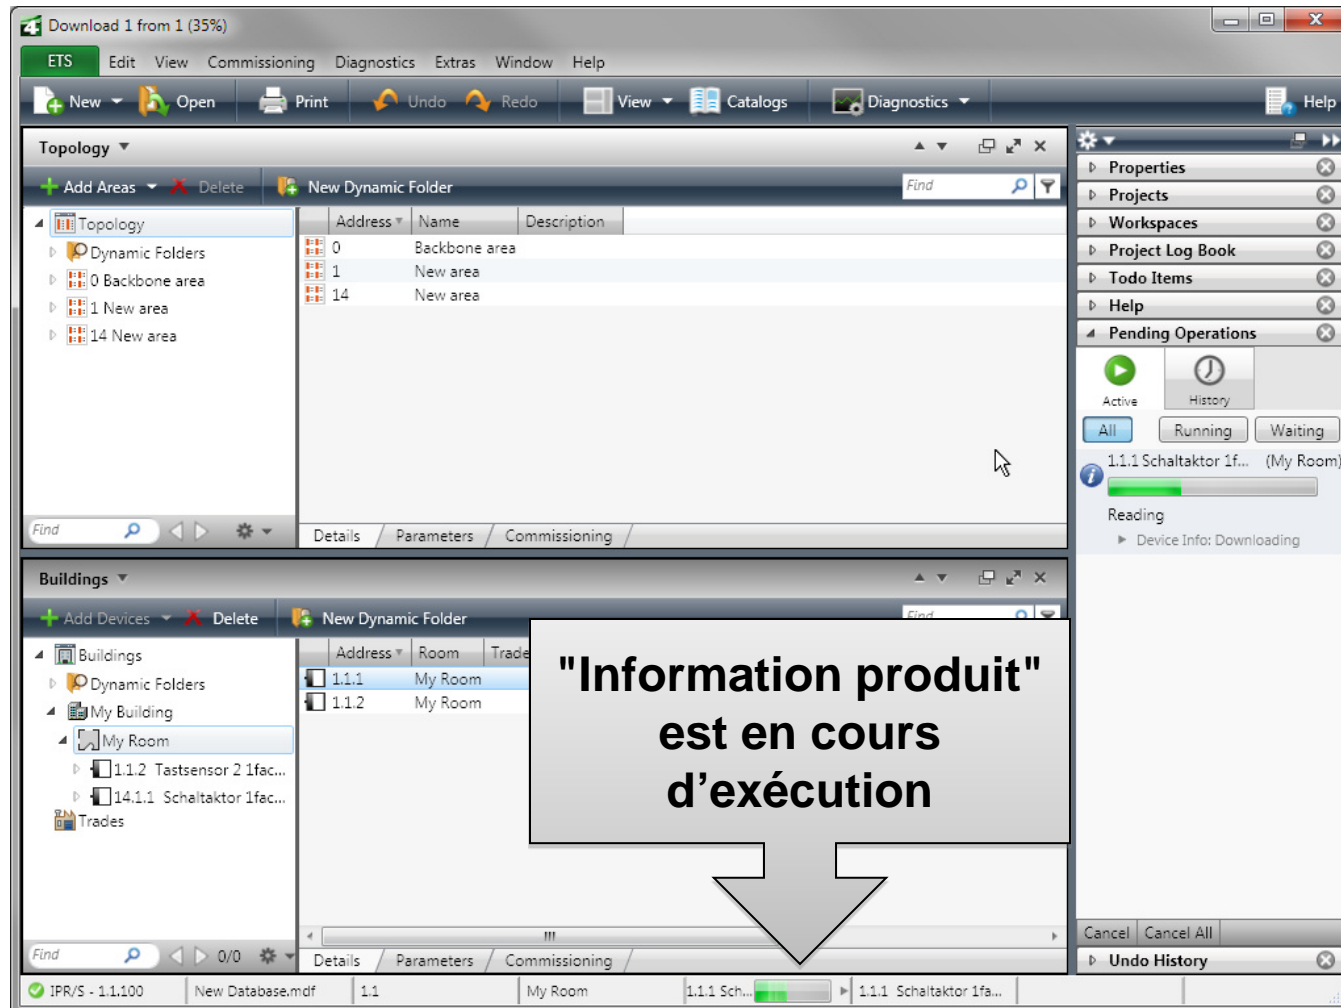 Download 1 from 1 (35%)
ETS Edit View Commissioning Diagnostics Extras Window Help
New Open Print Undo Redo View Catalogs Diagnostics Help
Topology
Add Areas Delete New Dynamic Folder Find
Topology
Dynamic Folders
0 Backbone area
1 New area
14 New area
Address Name Description
0 Backbone area
1 New area
14 New area
Find
Details Parameters Commissioning
Buildings
Add Devices Delete New Dynamic Folder Find
Buildings
Dynamic Folders
My Building
My Room
1.1.2 Tastsensor 2 1fac...
14.1.1 Schaltaktor 1fac...
Trades
Address Room Trade
1.1.1 My Room
1.1.2 My Room
"Information produit"
est en cours
d’exécution
Find 0/0
Details Parameters Commissioning
Properties
Projects
Workspaces
Project Log Book
Todo Items
Help
Pending Operations
Active History
All Running Waiting
1.1.1 Schaltaktor 1f... (My Room)
Reading
Device Info: Downloading
Cancel Cancel All
Undo History
IPR/S - 1.1.100 New Database.mdf 1.1 My Room 1.1.1 Sch... 1.1.1 Schaltaktor 1fa...